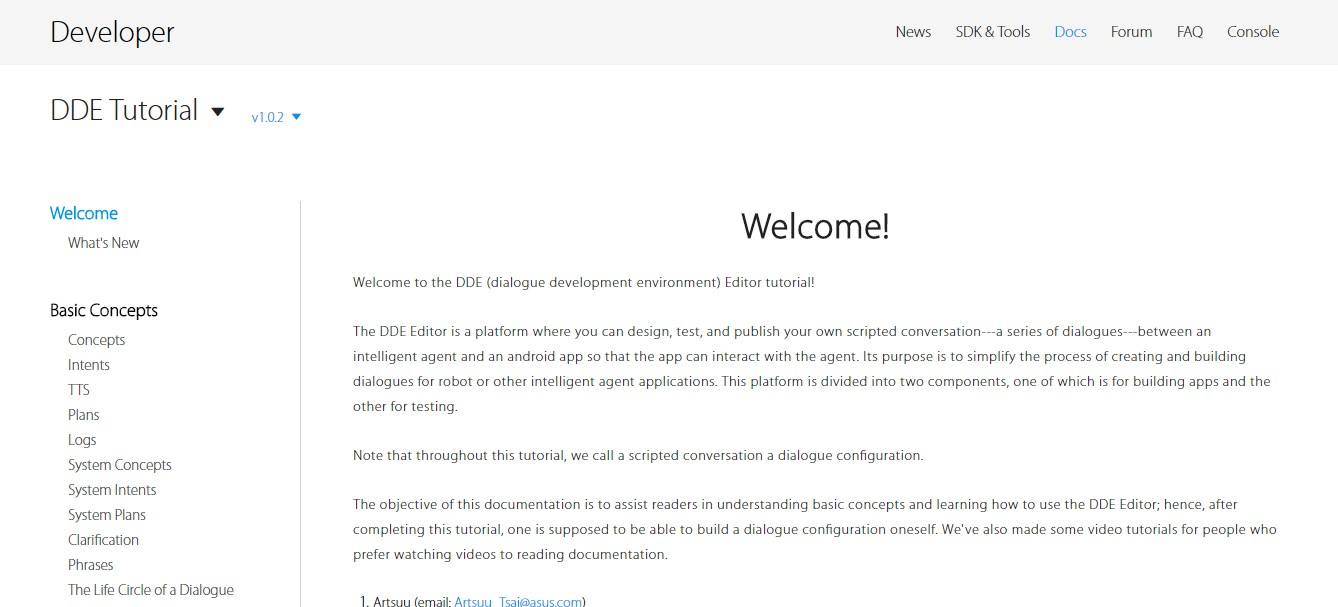 Developer
News SDK & Tools Docs Forum FAQ Console
DDE Tutorial v1.0.2
Welcome
What's New
Basic Concepts
Concepts
Intents
TTS
Plans
Logs
System Concepts
System Intents
System Plans
Clarification
Phrases
The Life Circle of a Dialogue
Welcome!
Welcome to the DDE (dialogue development environment) Editor tutorial!
The DDE Editor is a platform where you can design, test, and publish your own scripted conversation---a series of dialogues---between an
intelligent agent and an android app so that the app can interact with the agent. Its purpose is to simplify the process of creating and building
dialogues for robot or other intelligent agent applications. This platform is divided into two components, one of which is for building apps and the
other for testing.
Note that throughout this tutorial, we call a scripted conversation a dialogue configuration.
The objective of this documentation is to assist readers in understanding basic concepts and learning how to use the DDE Editor; hence, after
completing this tutorial, one is supposed to be able to build a dialogue configuration oneself. We've also made some video tutorials for people who
prefer watching videos to reading documentation.
1. Artsuu (email: Artsuu_Tsai@asus.com)